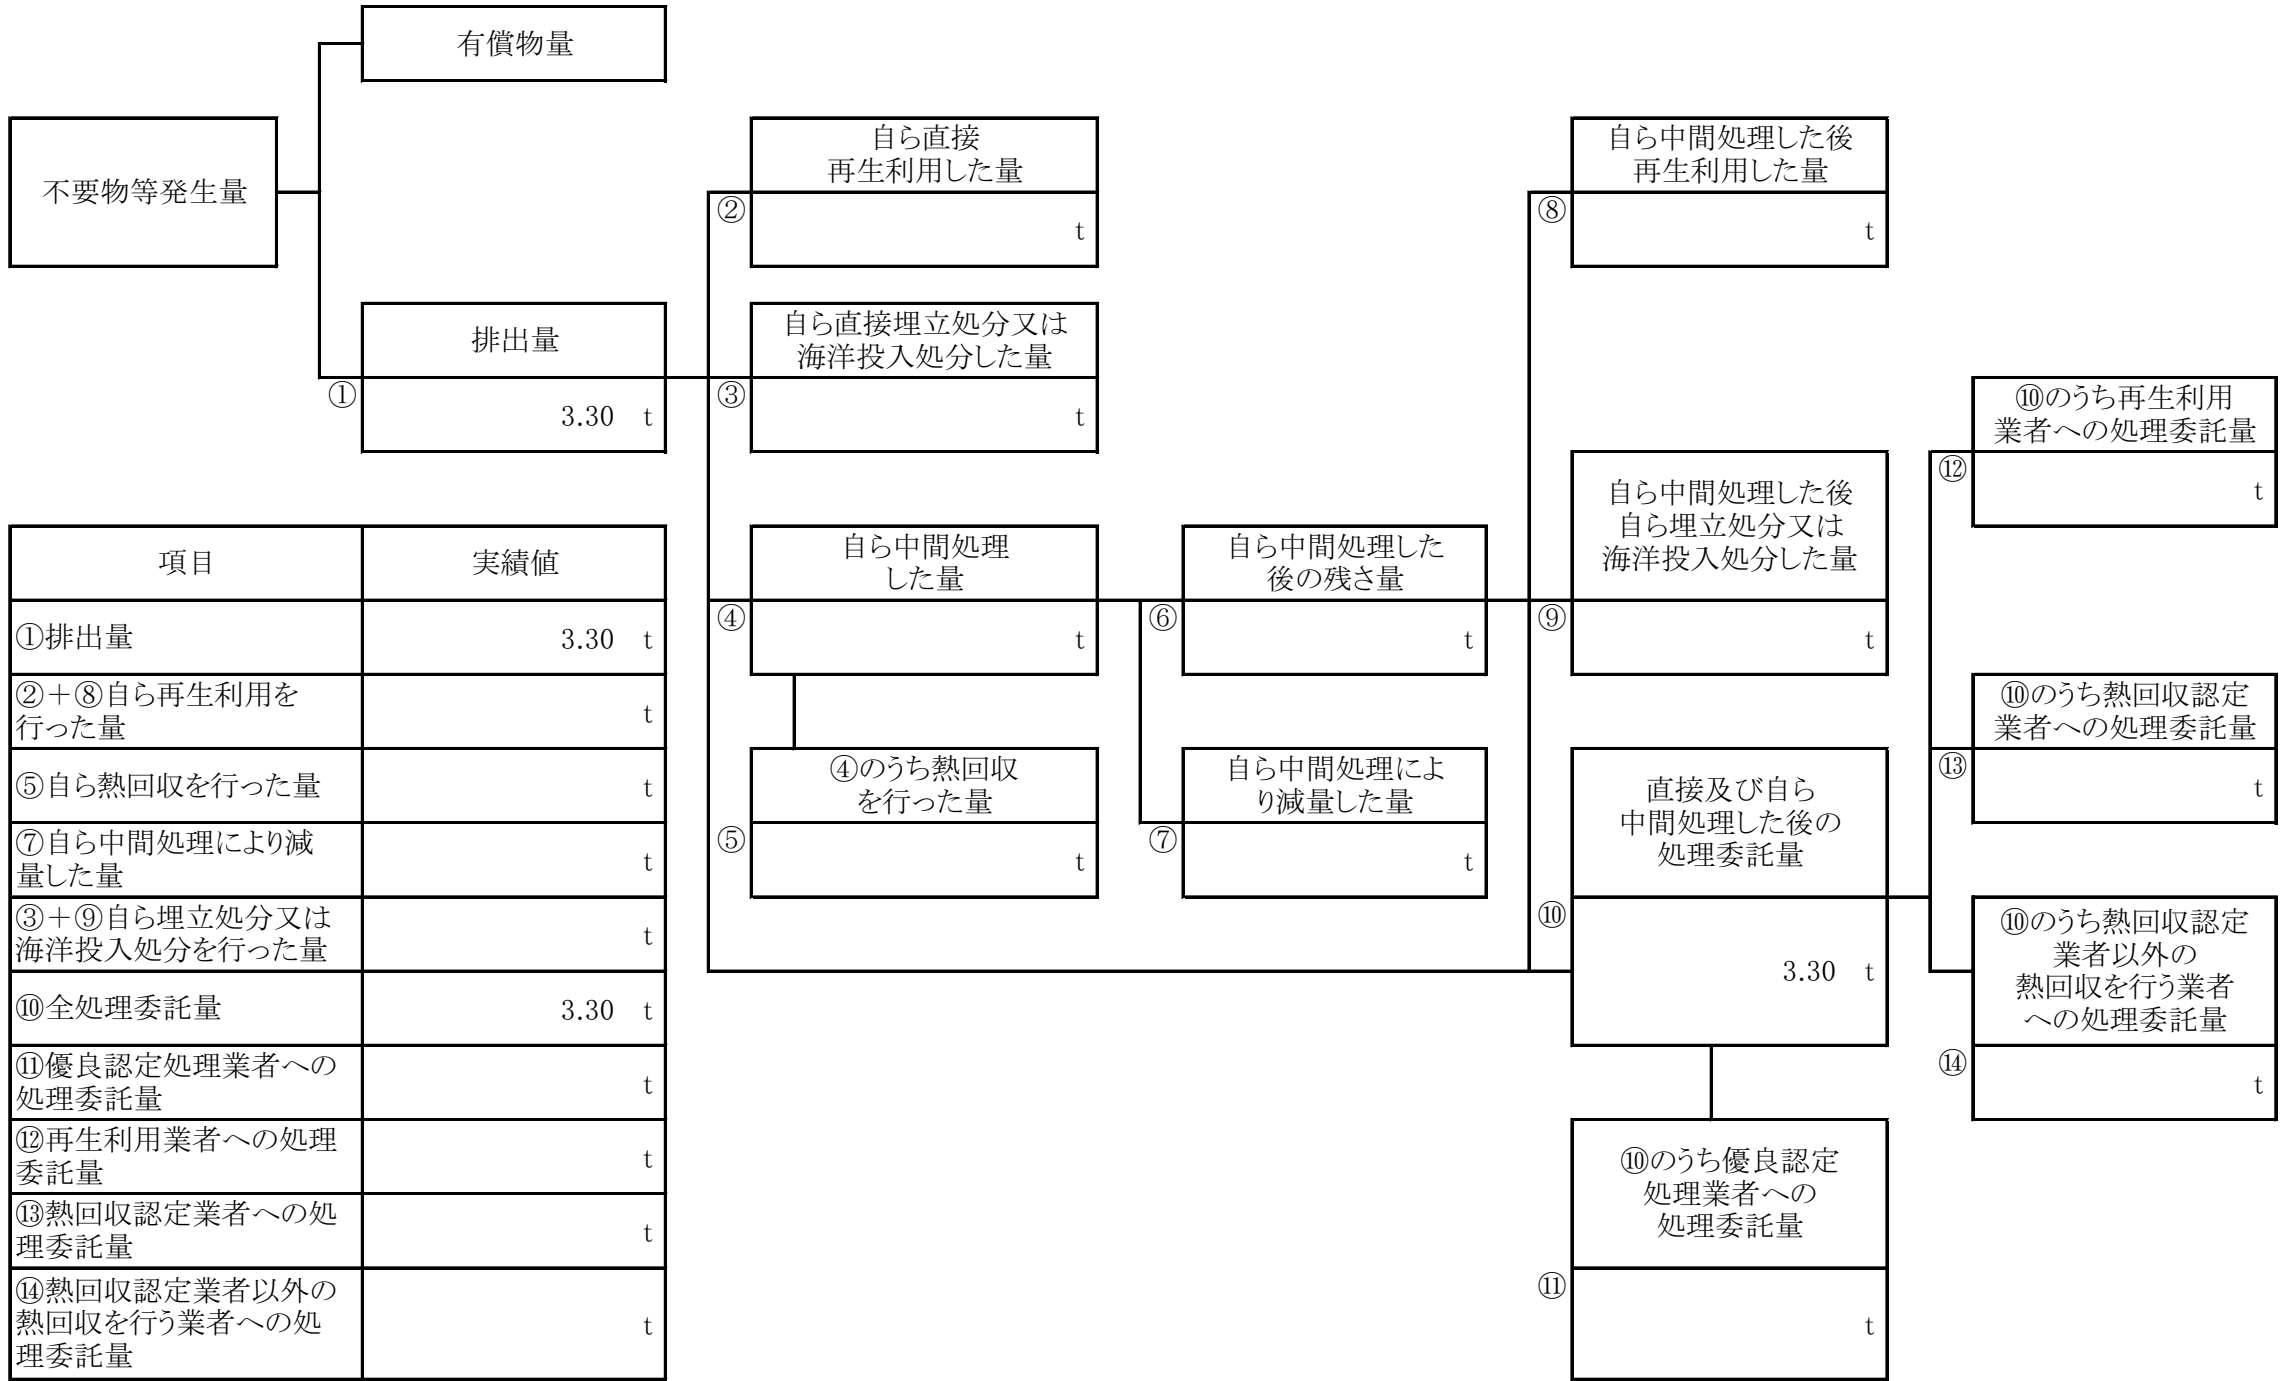 有償物量
不要物等発生量
排出量
①
3.30 t
自ら直接
再生利用した量
②
t
自ら直接埋立処分又は
海洋投入処分した量
③
t
自ら中間処理
した量
④
t
④のうち熱回収
を行った量
⑤
t
自ら中間処理した
後の残さ量
⑥
t
自ら中間処理によ
り減量した量
⑦
t
自ら中間処理した後
再生利用した量
⑧
t
自ら中間処理した後
自ら埋立処分又は
海洋投入処分した量
⑨
t
直接及び自ら
中間処理した後の
処理委託量
⑩
3.30 t
⑩のうち優良認定
処理業者への
処理委託量
⑪
t
⑩のうち再生利用
業者への処理委託量
⑫
t
⑩のうち熱回収認定
業者への処理委託量
⑬
t
⑩のうち熱回収認定
業者以外の
熱回収を行う業者
への処理委託量
⑭
t
項目 実績値
①排出量 3.30 t
②+⑧自ら再生利用を
行った量
t
⑤自ら熱回収を行った量 t
⑦自ら中間処理により減
量した量
t
③+⑨自ら埋立処分又は
海洋投入処分を行った量
t
⑩全処理委託量 3.30 t
⑪優良認定処理業者への
処理委託量
t
⑫再生利用業者への処理
委託量
t
⑬熱回収認定業者への処
理委託量
t
⑭熱回収認定業者以外の
熱回収を行う業者への処
理委託量
t